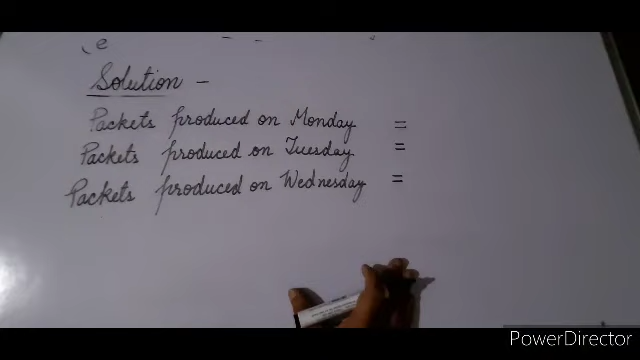 Solution -
Packets produced on Monday =
Packets produced on Tuesday =
Packets produced on Wednesday =
PowerDirector